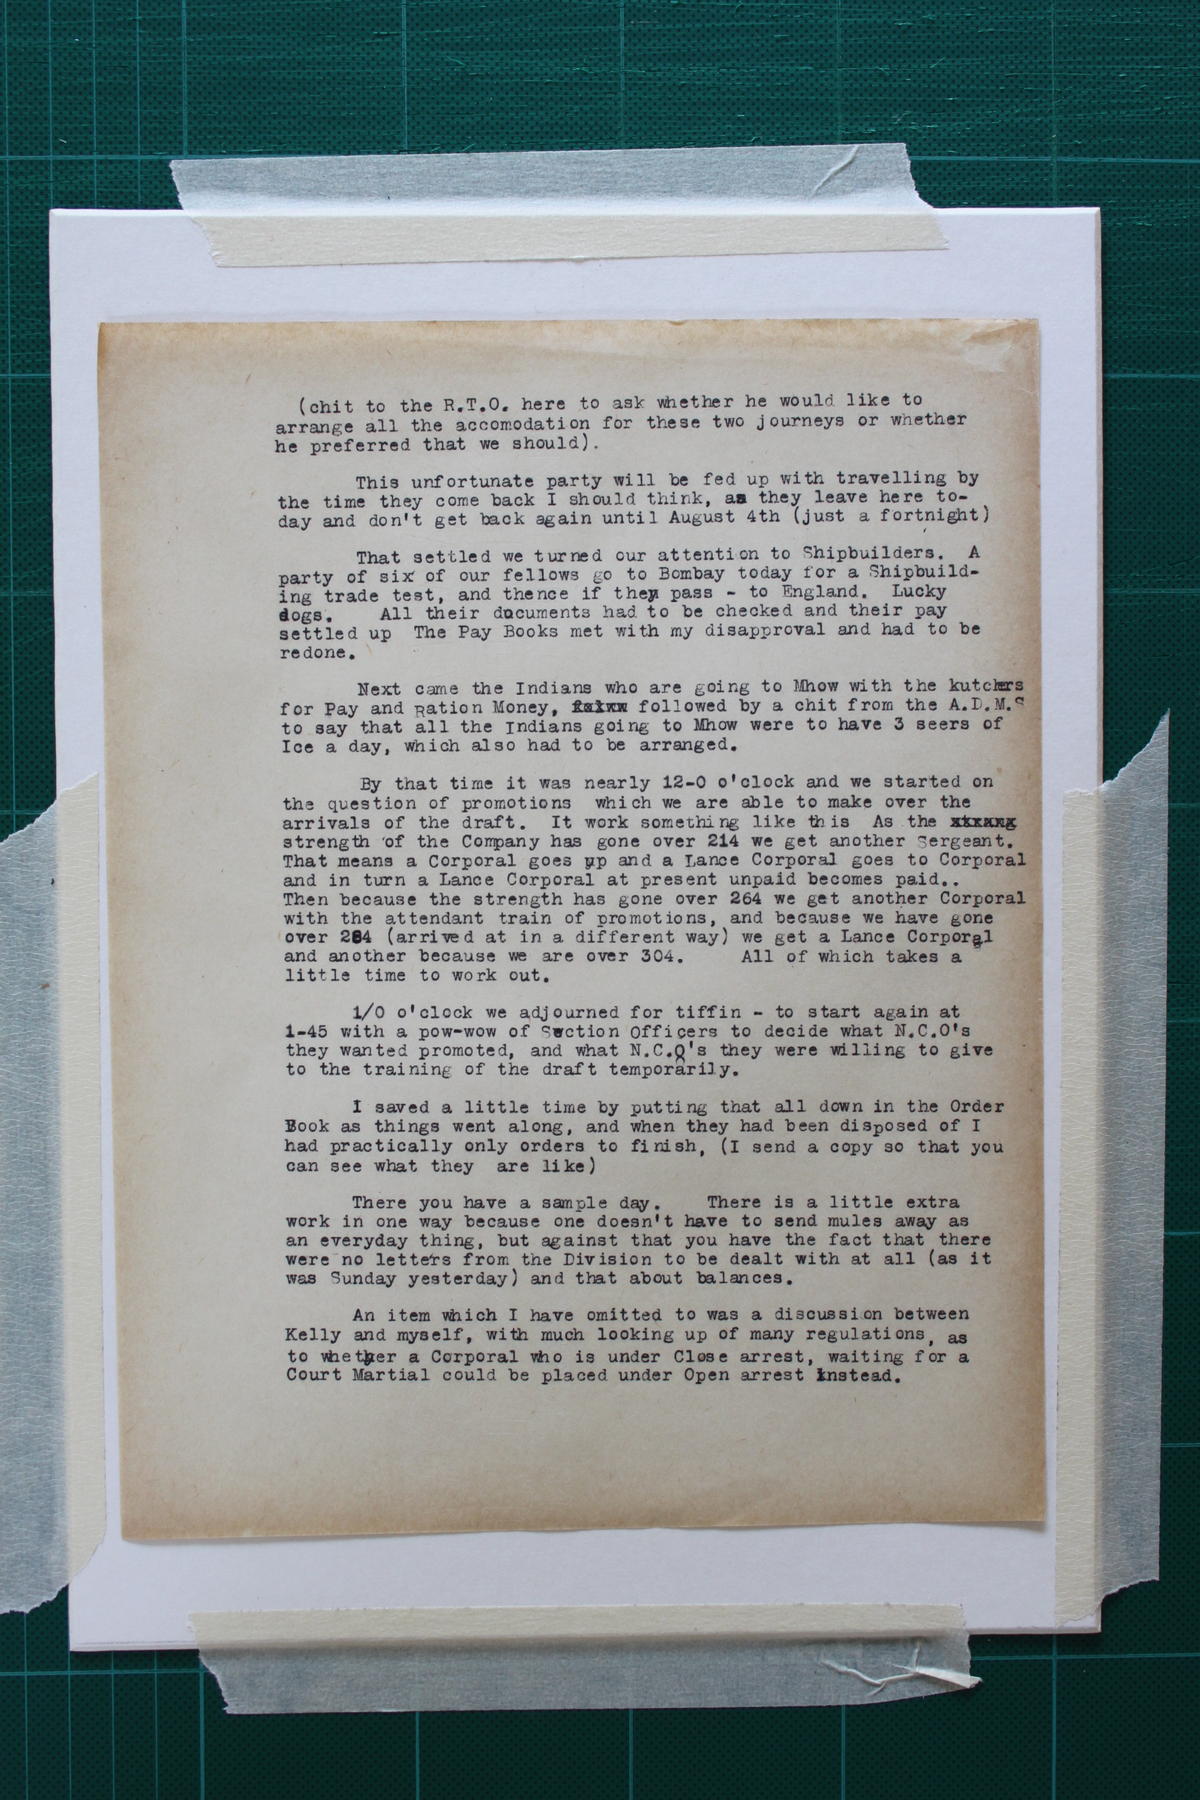 (chit to the R.T.O. here to ask whether he would like to
arrange all the accomodation for these two journeys or whether
he preferred that we should).
This unfortunate party will be fed up with travelling by
the time they come back I should think, as they leave here to-
day and don't get back again until August 4th (just a fortnight)
That settled we turned our attention to Shipbuilders. A
party of six of our fellows go to Bombay today for a Shipbuild-
ing trade test, and thence if they pass - to England. Lucky
dogs. All their documents had to be checked and their pay
settled up The Pay Books met with my disapproval and had to be
redone.
Next came the Indians who are going to Mhow with the kutchers
for Pay and Ration Money, followed by a chit from the A.D.M.S
to say that all the Indians going to Mhow were to have 3 seers of
Ice a day, which also had to be arranged.
By that time it was nearly 12-0 o'clock and we started on
the question of promotions which we are able to make over the
arrivals of the draft. It work something like this As the
strength of the Company has gone over 214 we get another Sergeant.
That means a Corporal goes up and a Lance Corporal goes to Corporal
and in turn a Lance Corporal at present unpaid becomes paid..
Then because the strength has gone over 264 we get another Corporal
with the attendant train of promotions, and because we have gone
over 284 (arrived at in a different way) we get a Lance Corporal
and another because we are over 304. All of which takes a
little time to work out.
1/0 o'clock we adjourned for tiffin - to start again at
1-45 with a pow-wow of Section Officers to decide what N.C.O's
they wanted promoted, and what N.C.O's they were willing to give
to the training of the draft temporarily.
I saved a little time by putting that all down in the Order
Book as things went along, and when they had been disposed of I
had practically only orders to finish, (I send a copy so that you
can see what they are like)
There you have a sample day. There is a little extra
work in one way because one doesn't have to send mules away as
an everyday thing, but against that you have the fact that there
were no letters from the Division to be dealt with at all (as it
was Sunday yesterday) and that about balances.
An item which I have omitted to was a discussion between
Kelly and myself, with much looking up of many regulations, as
to whether a Corporal who is under Close arrest, waiting for a
Court Martial could be placed under Open arrest instead.